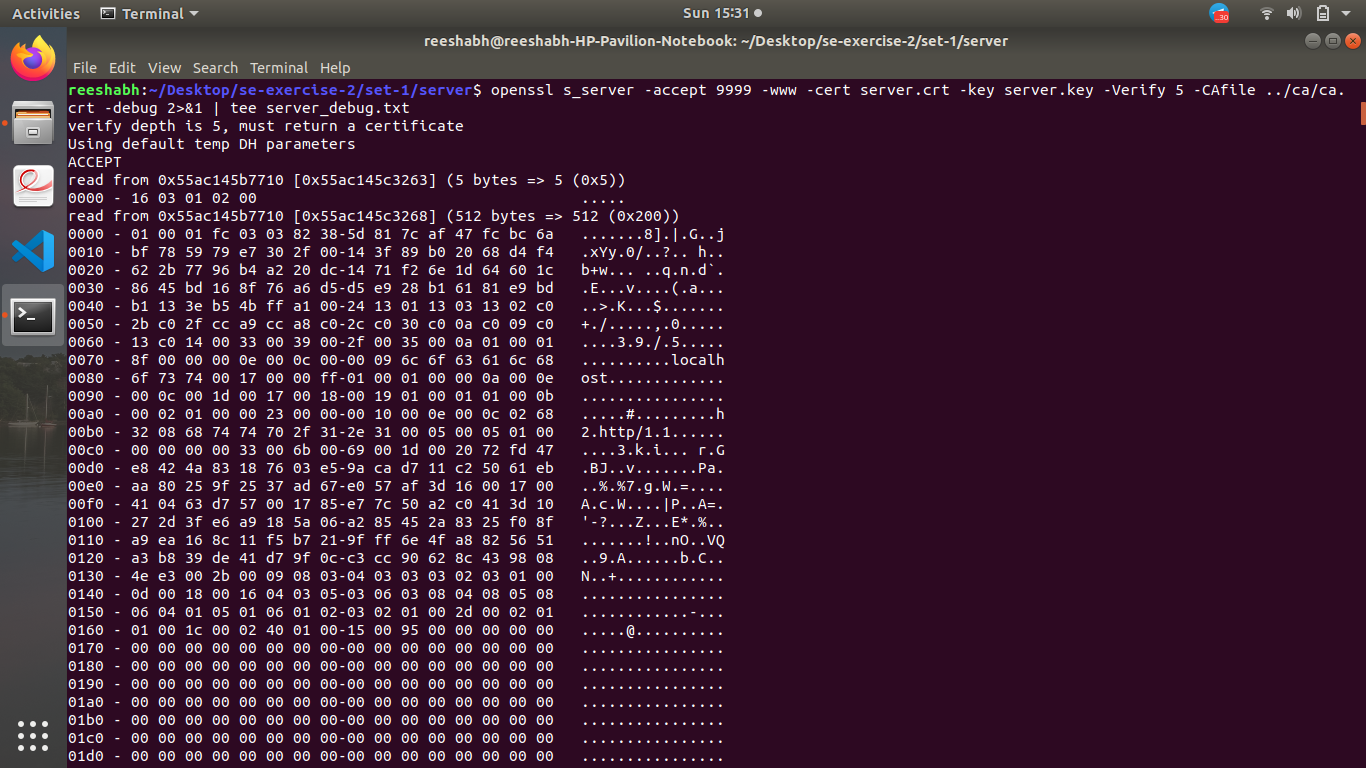 Activities
Terminal
Sun 15:31
30
reeshabh@reeshabh-HP-Pavilion-Notebook: ~/Desktop/se-exercise-2/set-1/server
File Edit View Search Terminal Help
reeshabh:~/Desktop/se-exercise-2/set-1/server$ openssl s_server -accept 9999 -www -cert server.crt -key server.key -Verify 5 -CAfile ../ca/ca.
crt -debug 2>&1 | tee server_debug.txt
verify depth is 5, must return a certificate
Using default temp DH parameters
ACCEPT
read from 0x55ac145b7710 [0x55ac145c3263] (5 bytes => 5 (0x5))
0000 - 16 03 01 02 00 .....
read from 0x55ac145b7710 [0x55ac145c3268] (512 bytes => 512 (0x200))
0000 - 01 00 01 fc 03 03 82 38-5d 81 7c af 47 fc bc 6a .......8].|.G..j
0010 - bf 78 59 79 e7 30 2f 00-14 3f 89 b0 20 68 d4 f4 .xYy.0/..?.. h..
0020 - 62 2b 77 96 b4 a2 20 dc-14 71 f2 6e 1d 64 60 1c b+w... ..q.n.d`.
0030 - 86 45 bd 16 8f 76 a6 d5-d5 e9 28 b1 61 81 e9 bd .E...v....(.a...
0040 - b1 13 3e b5 4b ff a1 00-24 13 01 13 03 13 02 c0 ..>.K...$.......
0050 - 2b c0 2f cc a9 cc a8 c0-2c c0 30 c0 0a c0 09 c0 +./.....,.0.....
0060 - 13 c0 14 00 33 00 39 00-2f 00 35 00 0a 01 00 01 ....3.9./.5.....
0070 - 8f 00 00 00 0e 00 0c 00-00 09 6c 6f 63 61 6c 68 ..........localh
0080 - 6f 73 74 00 17 00 00 ff-01 00 01 00 00 0a 00 0e ost.............
0090 - 00 0c 00 1d 00 17 00 18-00 19 01 00 01 01 00 0b ................
00a0 - 00 02 01 00 00 23 00 00-00 10 00 0e 00 0c 02 68 .....#.........h
00b0 - 32 08 68 74 74 70 2f 31-2e 31 00 05 00 05 01 00 2.http/1.1......
00c0 - 00 00 00 00 33 00 6b 00-69 00 1d 00 20 72 fd 47 ....3.k.i... r.G
00d0 - e8 42 4a 83 18 76 03 e5-9a ca d7 11 c2 50 61 eb .BJ..v.......Pa.
00e0 - aa 80 25 9f 25 37 ad 67-e0 57 af 3d 16 00 17 00 ..%.%7.g.W.=....
00f0 - 41 04 63 d7 57 00 17 85-e7 7c 50 a2 c0 41 3d 10 A.c.W....|P..A=.
0100 - 27 2d 3f e6 a9 18 5a 06-a2 85 45 2a 83 25 f0 8f '-?...Z...E*.%..
0110 - a9 ea 16 8c 11 f5 b7 21-9f ff 6e 4f a8 82 56 51 .......!..nO..VQ
0120 - a3 b8 39 de 41 d7 9f 0c-c3 cc 90 62 8c 43 98 08 ..9.A......b.C..
0130 - 4e e3 00 2b 00 09 08 03-04 03 03 03 02 03 01 00 N..+............
0140 - 0d 00 18 00 16 04 03 05-03 06 03 08 04 08 05 08 ................
0150 - 06 04 01 05 01 06 01 02-03 02 01 00 2d 00 02 01 ............-...
0160 - 01 00 1c 00 02 40 01 00-15 00 95 00 00 00 00 00 .....@..........
0170 - 00 00 00 00 00 00 00 00-00 00 00 00 00 00 00 00 ................
0180 - 00 00 00 00 00 00 00 00-00 00 00 00 00 00 00 00 ................
0190 - 00 00 00 00 00 00 00 00-00 00 00 00 00 00 00 00 ................
01a0 - 00 00 00 00 00 00 00 00-00 00 00 00 00 00 00 00 ................
01b0 - 00 00 00 00 00 00 00 00-00 00 00 00 00 00 00 00 ................
01c0 - 00 00 00 00 00 00 00 00-00 00 00 00 00 00 00 00 ................
01d0 - 00 00 00 00 00 00 00 00-00 00 00 00 00 00 00 00 ................